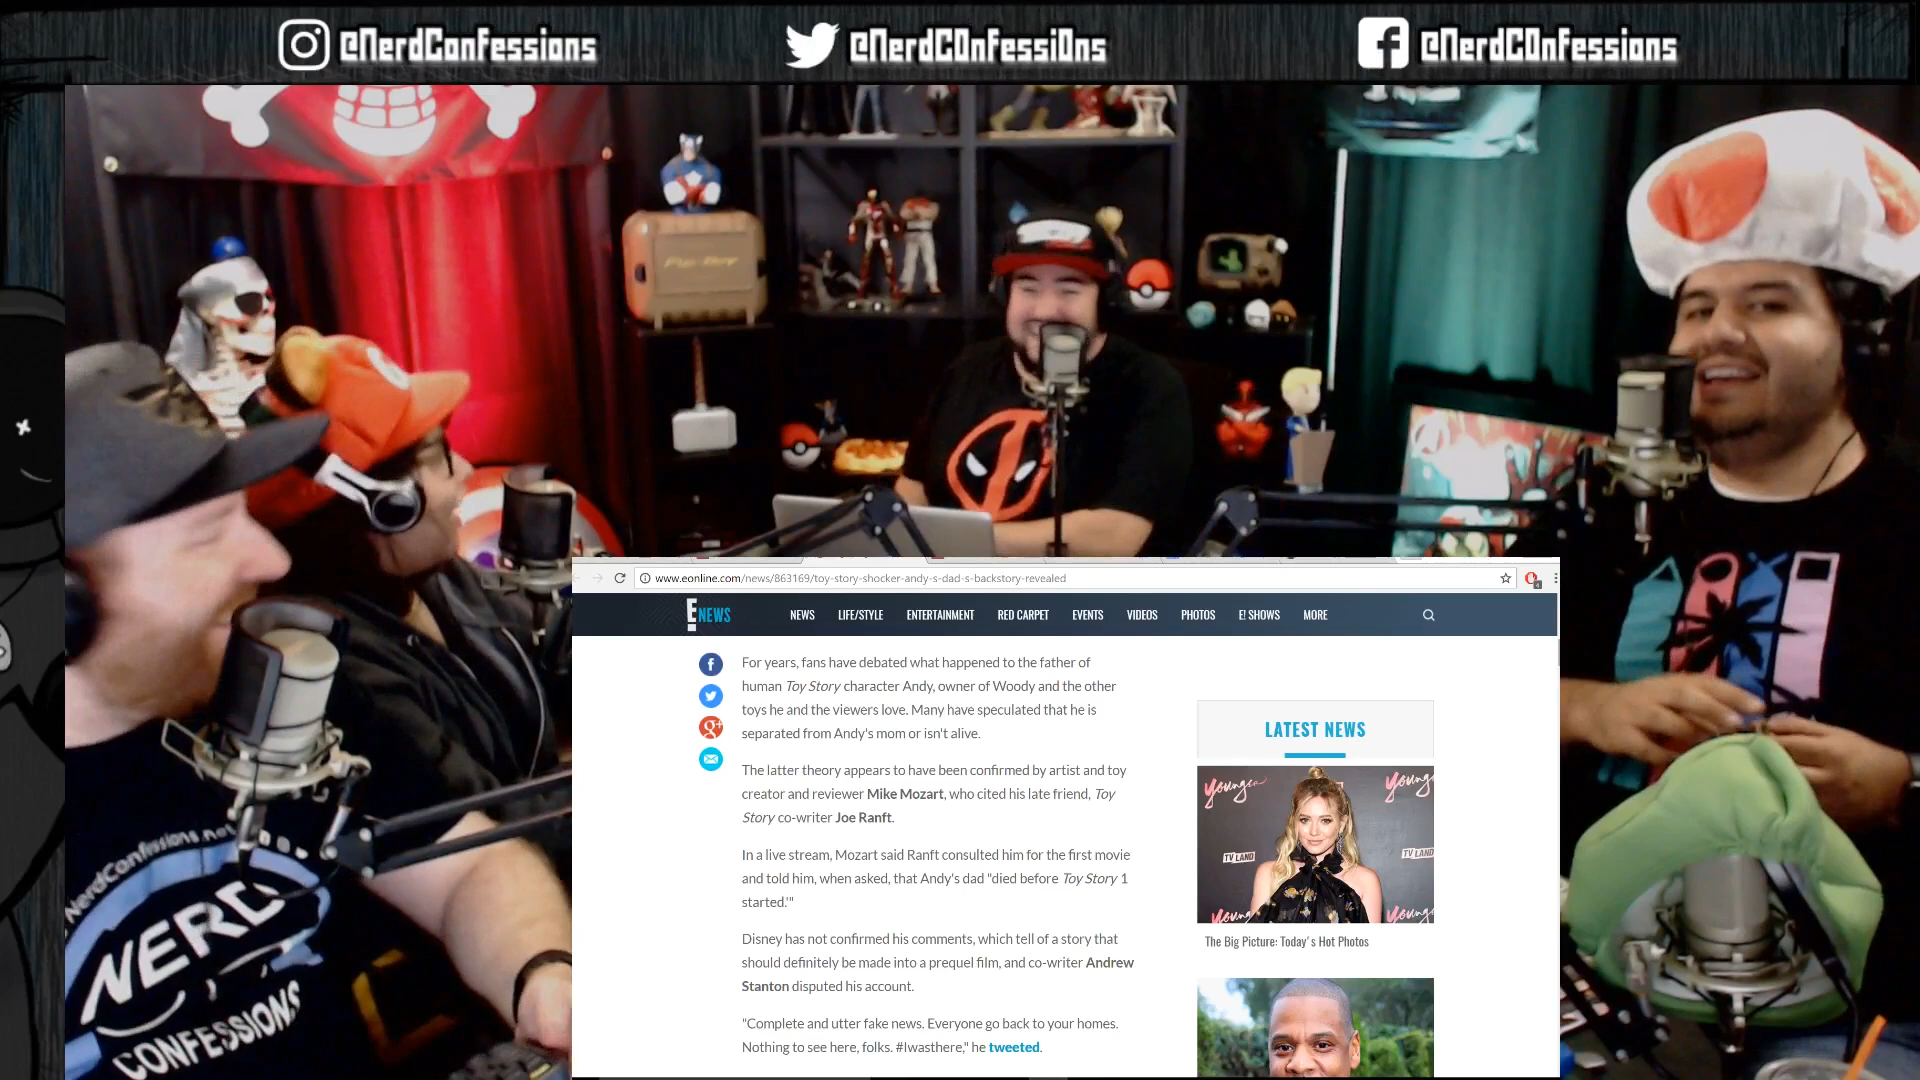 @NerdConfessions
@NerdC0nfessi0ns
@NerdC0nfessions
Pip-Boy
www.eonline.com/news/863169/toy-story-shocker-andy-s-dad-s-backstory-revealed
E! NEWS
NEWS LIFE/STYLE ENTERTAINMENT RED CARPET EVENTS VIDEOS PHOTOS E! SHOWS MORE
For years, fans have debated what happened to the father of
human Toy Story character Andy, owner of Woody and the other
toys he and the viewers love. Many have speculated that he is
separated from Andy's mom or isn't alive.
The latter theory appears to have been confirmed by artist and toy
creator and reviewer Mike Mozart, who cited his late friend, Toy
Story co-writer Joe Ranft.
In a live stream, Mozart said Ranft consulted him for the first movie
and told him, when asked, that Andy's dad "died before Toy Story 1
started.'"
Disney has not confirmed his comments, which tell of a story that
should definitely be made into a prequel film, and co-writer Andrew
Stanton disputed his account.
"Complete and utter fake news. Everyone go back to your homes.
Nothing to see here, folks. #Iwasthere," he tweeted.
LATEST NEWS
Younger
TV LAND
TV LAND
The Big Picture: Today's Hot Photos
NerdConfessions.net
NERD
CONFESSIONS